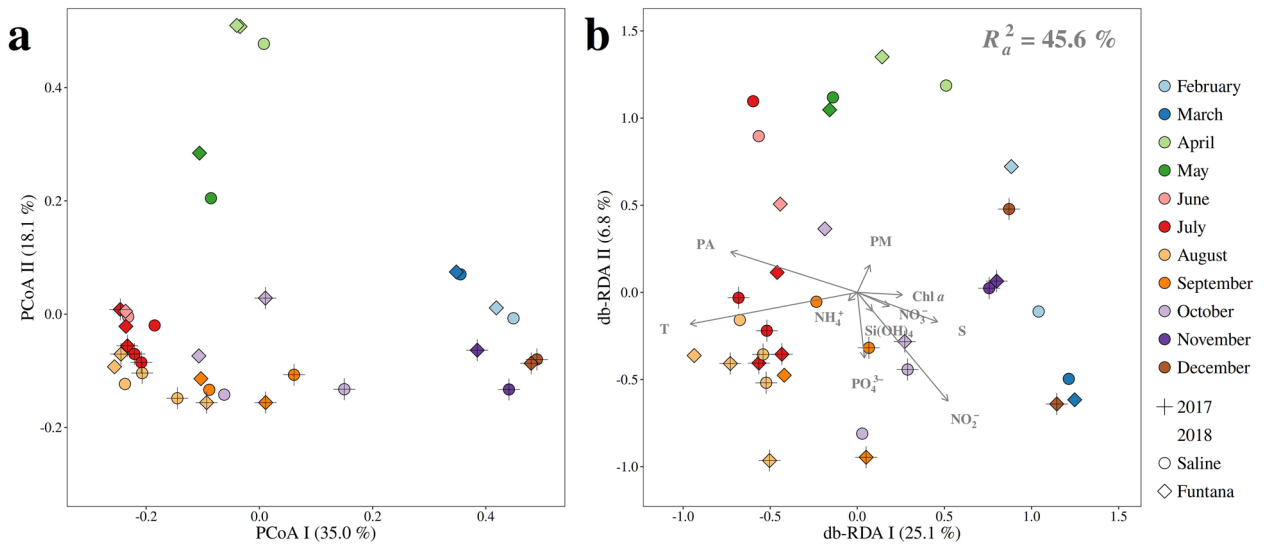 a
0.4
0.2
0.0
-0.2
PCoA II (18.1 %)
-0.2
0.0
0.2
0.4
PCoA I (35.0 %)
b
R²ₐ = 45.6 %
1.5
1.0
0.5
0.0
-0.5
-1.0
db-RDA II (6.8 %)
PA
PM
Chl a
NO₃⁻
NH₄⁺
Si(OH)₄
S
T
PO₄³⁻
NO₂⁻
-1.0
-0.5
0.0
0.5
1.0
1.5
db-RDA I (25.1 %)
February
March
April
May
June
July
August
September
October
November
December
2017
2018
Saline
Funtana